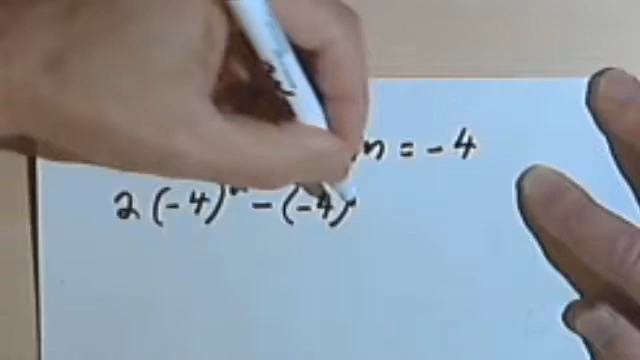 n = - 4
2 (-4) - (-4)